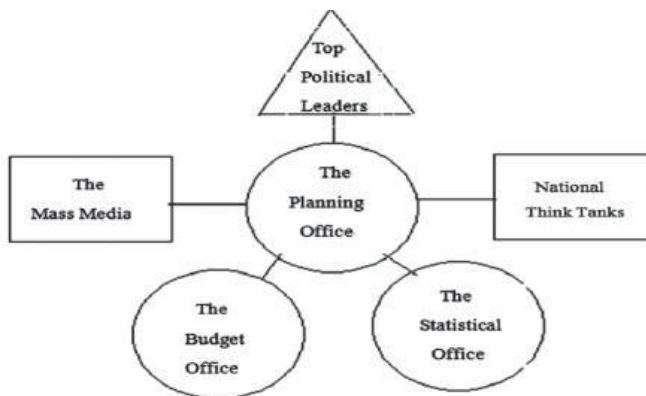 Top
Political
Leaders
The
Mass Media
The
Planning
Office
National
Think Tanks
The
Budget
Office
The
Statistical
Office